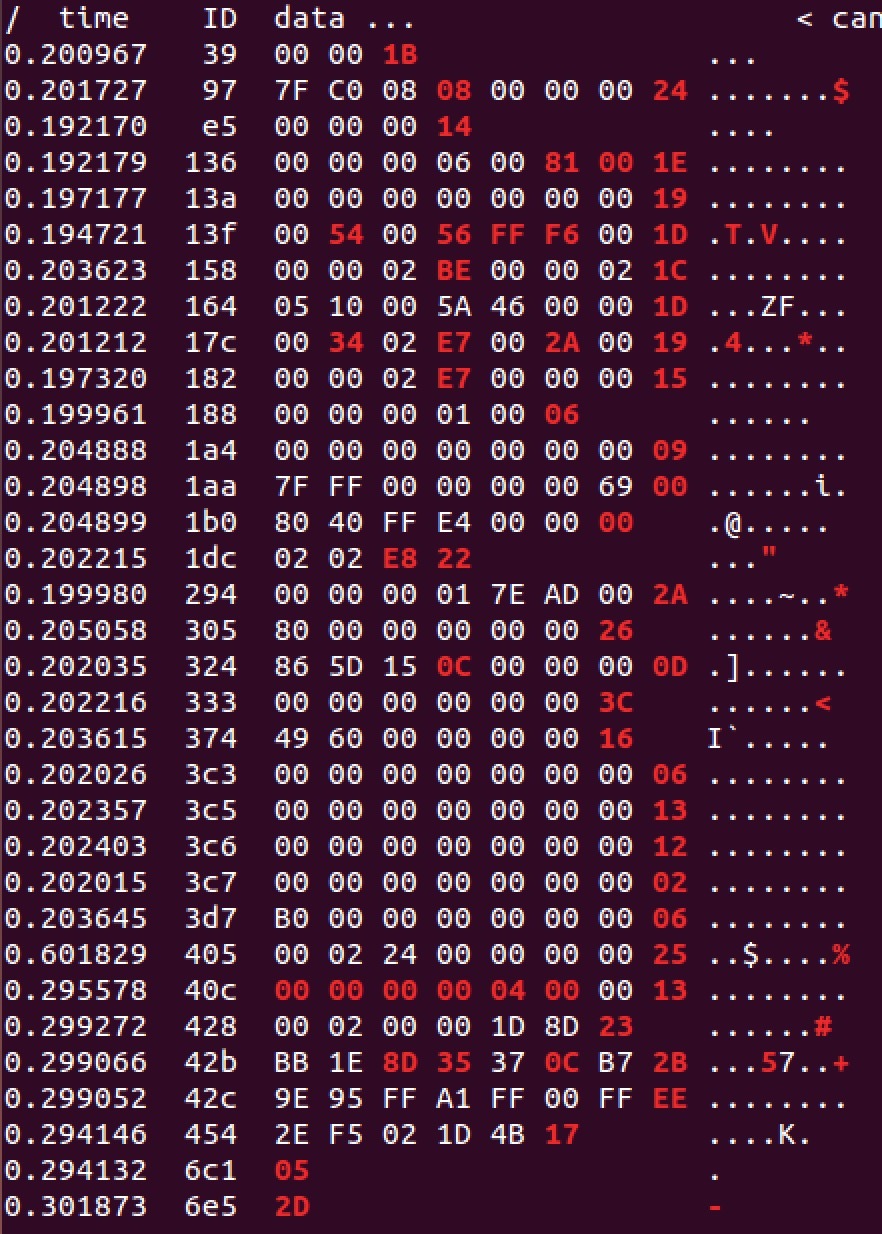 /  time     ID  data ...                      < can
0.200967   39  00 00 1B                 ...
0.201727   97  7F C0 08 08 00 00 00 24  .......$
0.192170   e5  00 00 00 14              ....
0.192179  136  00 00 00 06 00 81 00 1E  ........
0.197177  13a  00 00 00 00 00 00 00 19  ........
0.194721  13f  00 54 00 56 FF F6 00 1D  .T.V....
0.203623  158  00 00 02 BE 00 00 02 1C  ........
0.201222  164  05 10 00 5A 46 00 00 1D  ...ZF...
0.201212  17c  00 34 02 E7 00 2A 00 19  .4...*..
0.197320  182  00 00 02 E7 00 00 00 15  ........
0.199961  188  00 00 00 01 00 06        ......
0.204888  1a4  00 00 00 00 00 00 00 09  ........
0.204898  1aa  7F FF 00 00 00 00 69 00  ......i.
0.204899  1b0  80 40 FF E4 00 00 00     .@.....
0.202215  1dc  02 02 E8 22              ..."
0.199980  294  00 00 00 01 7E AD 00 2A  ....~..*
0.205058  305  80 00 00 00 00 00 26     ......&
0.202035  324  86 5D 15 0C 00 00 00 0D  .]......
0.202216  333  00 00 00 00 00 00 3C     ......<
0.203615  374  49 60 00 00 00 00 16     I`.....
0.202026  3c3  00 00 00 00 00 00 00 06  ........
0.202357  3c5  00 00 00 00 00 00 00 13  ........
0.202403  3c6  00 00 00 00 00 00 00 12  ........
0.202015  3c7  00 00 00 00 00 00 00 02  ........
0.203645  3d7  B0 00 00 00 00 00 00 06  ........
0.601829  405  00 02 24 00 00 00 00 25  ..$....%
0.295578  40c  00 00 00 00 04 00 00 13  ........
0.299272  428  00 02 00 00 1D 8D 23     ......#
0.299066  42b  BB 1E 8D 35 37 0C B7 2B  ...57..+
0.299052  42c  9E 95 FF A1 FF 00 FF EE  ........
0.294146  454  2E F5 02 1D 4B 17        ....K.
0.294132  6c1  05                       .
0.301873  6e5  2D                       -